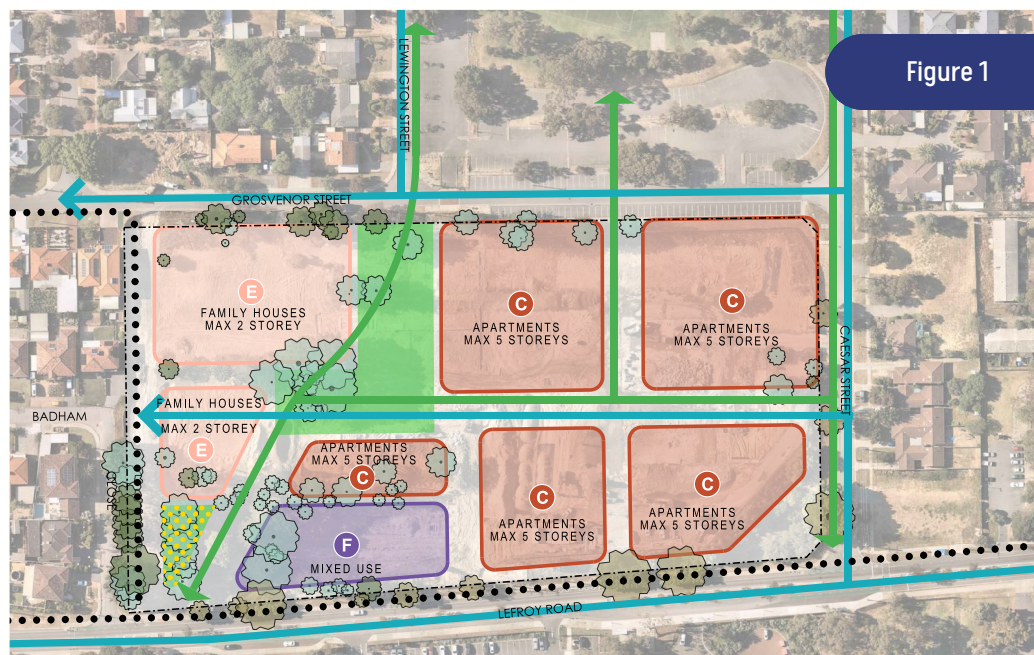 Figure 1
LEWINGTON STREET
GROSVENOR STREET
E
FAMILY HOUSES
MAX 2 STOREY
C
APARTMENTS
MAX 5 STOREYS
C
APARTMENTS
MAX 5 STOREYS
CAESAR STREET
BADHAM
FAMILY HOUSES
MAX 2 STOREY
E
APARTMENTS
MAX 5 STOREYS
C
C
APARTMENTS
MAX 5 STOREYS
C
APARTMENTS
MAX 5 STOREYS
F
MIXED USE
LEFROY ROAD